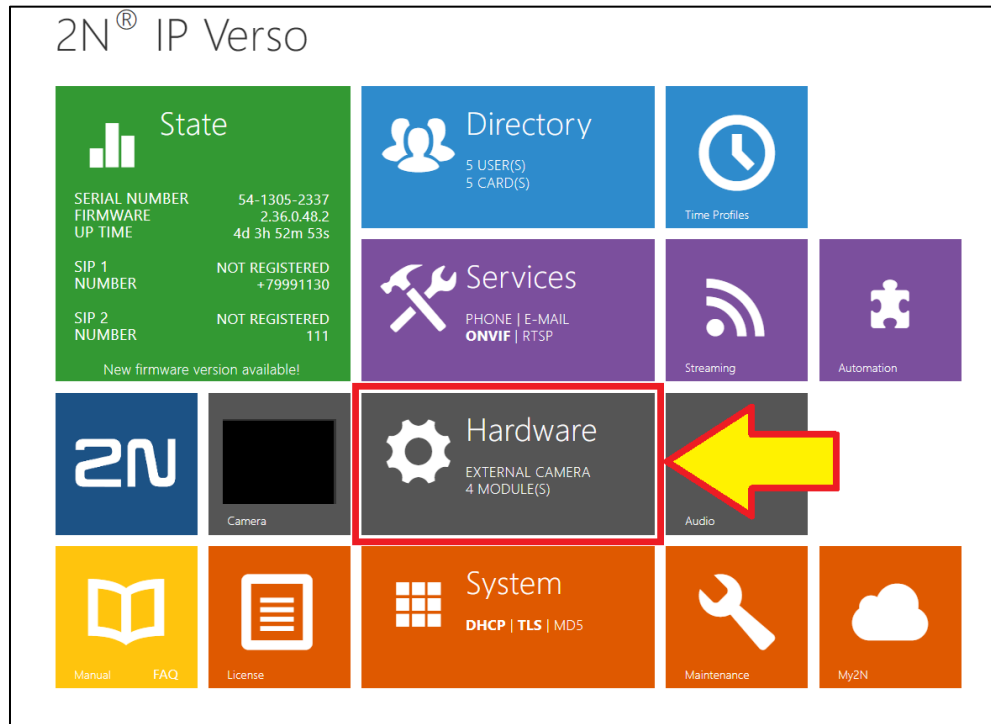 2N® IP Verso
State
SERIAL NUMBER 54-1305-2337
FIRMWARE 2.36.0.48.2
UP TIME 4d 3h 52m 53s
SIP 1 NOT REGISTERED
NUMBER +79991130
SIP 2 NOT REGISTERED
NUMBER 111
New firmware version available!
Directory
5 USER(S)
5 CARD(S)
Time Profiles
Services
PHONE | E-MAIL
ONVIF | RTSP
Streaming
Automation
2N
Camera
Hardware
EXTERNAL CAMERA
4 MODULE(S)
Audio
Manual FAQ
License
System
DHCP | TLS | MD5
Maintenance
My2N